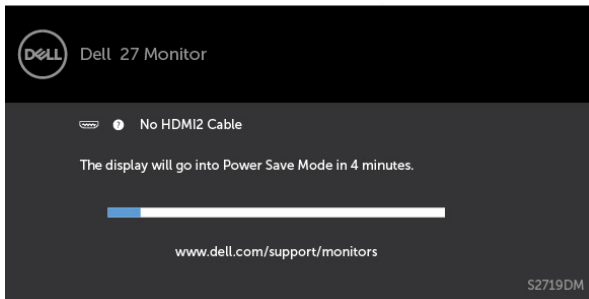 DELL
Dell 27 Monitor
? No HDMI2 Cable
The display will go into Power Save Mode in 4 minutes.
www.dell.com/support/monitors
S2719DM